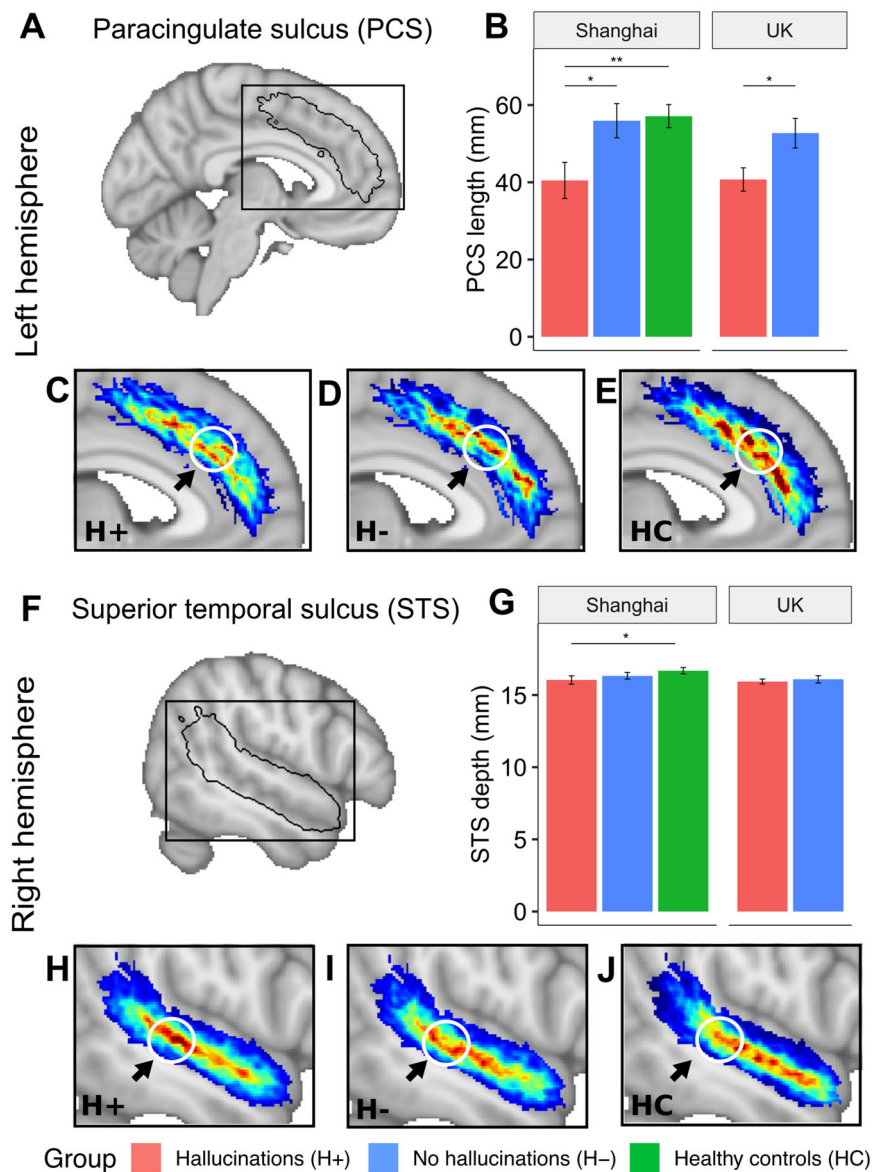 A Paracingulate sulcus (PCS)
Left hemisphere
B
Shanghai UK
**
* *
60
40
20
0
PCS length (mm)
C
H+
D
H-
E
HC
F Superior temporal sulcus (STS)
Right hemisphere
G
Shanghai UK
*
15
10
5
0
STS depth (mm)
H
H+
I
H-
J
HC
Group Hallucinations (H+) No hallucinations (H−) Healthy controls (HC)